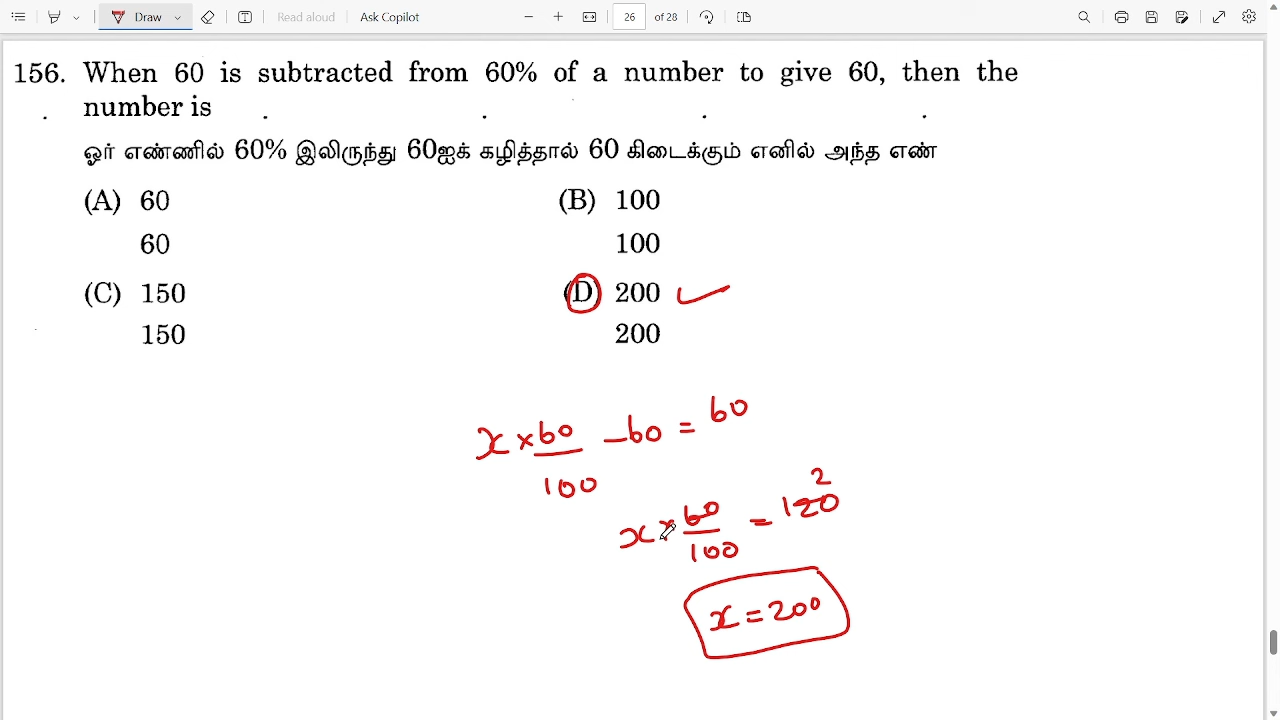 Draw
Read aloud
Ask Copilot
26
of 28
156. When 60 is subtracted from 60% of a number to give 60, then the
number is
ஓர் எண்ணில் 60% இலிருந்து 60ஐக் கழித்தால் 60 கிடைக்கும் எனில் அந்த எண்
(A) 60
(B) 100
60
100
(C) 150
(D) 200 ✓
150
200
x × 60/100 – 60 = 60
x × 60/100 = 120 2
x = 200